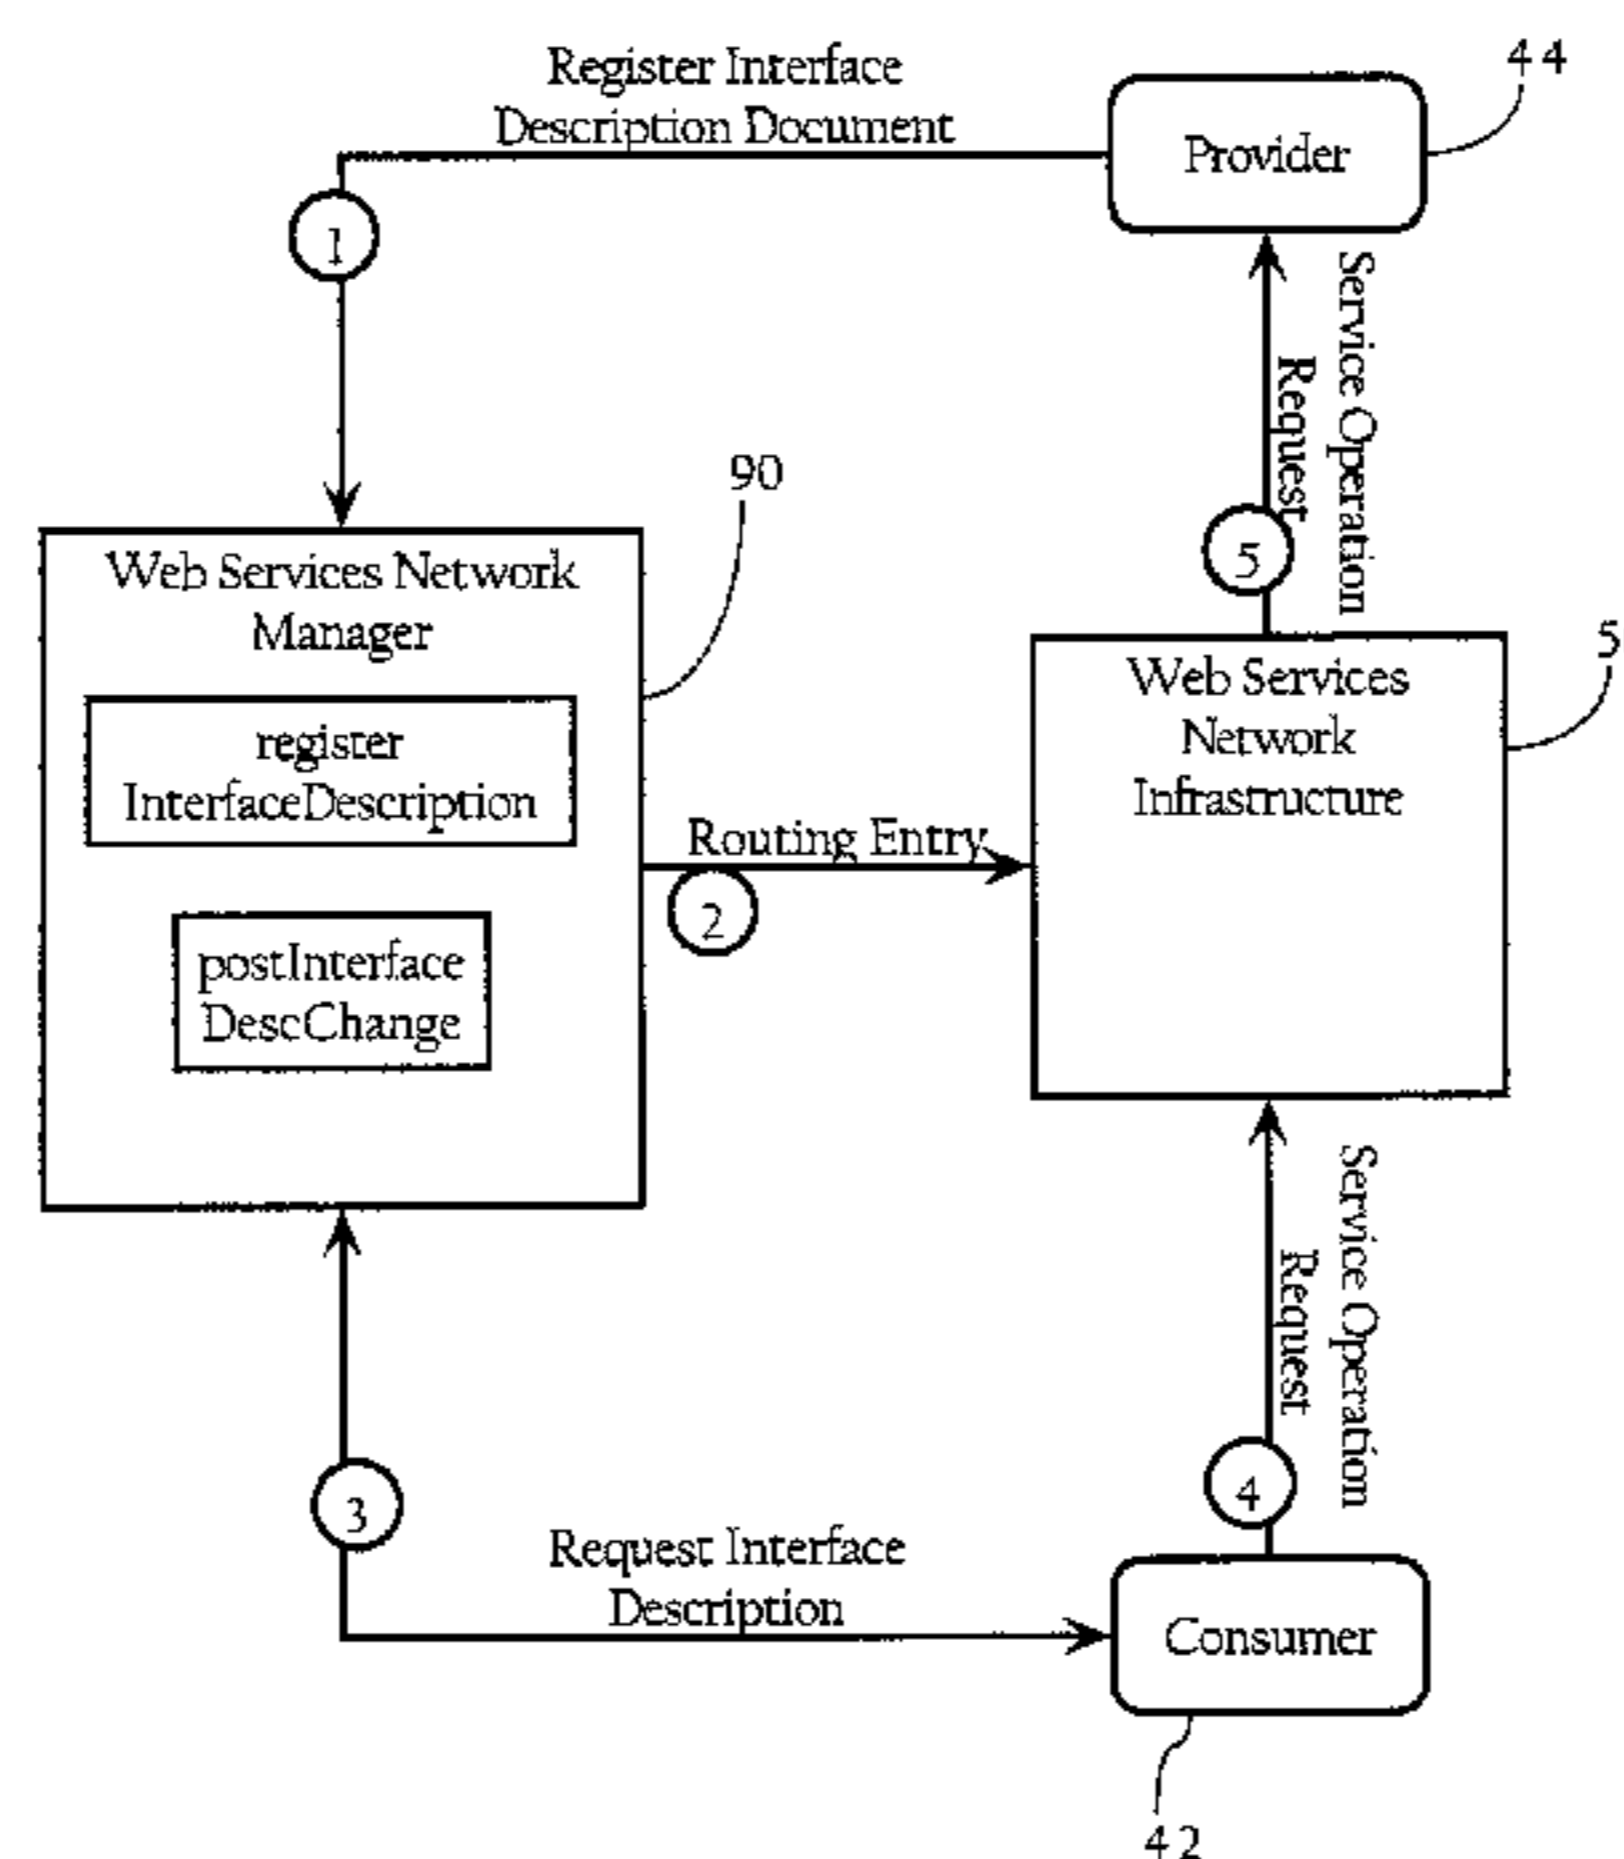 Register Interface
Description Document
44
Provider
1
Service Operation
Request
90
5
Web Services Network
Manager
register
InterfaceDescription
postInterface
DescChange
Routing Entry
2
5
Web Services
Network
Infrastructure
3
Request Interface
Description
Service Operation
Request
4
Consumer
42